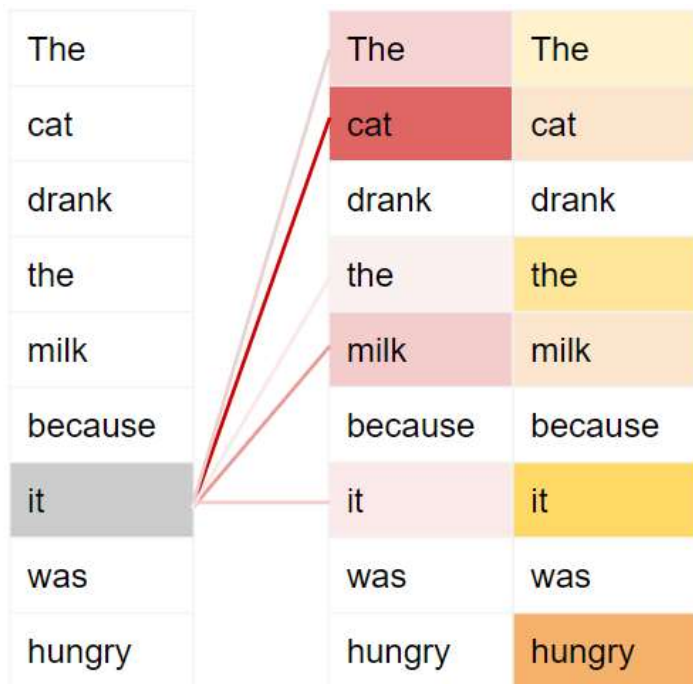 The The The
cat cat cat
drank drank drank
the the the
milk milk milk
because because because
it it it
was was was
hungry hungry hungry